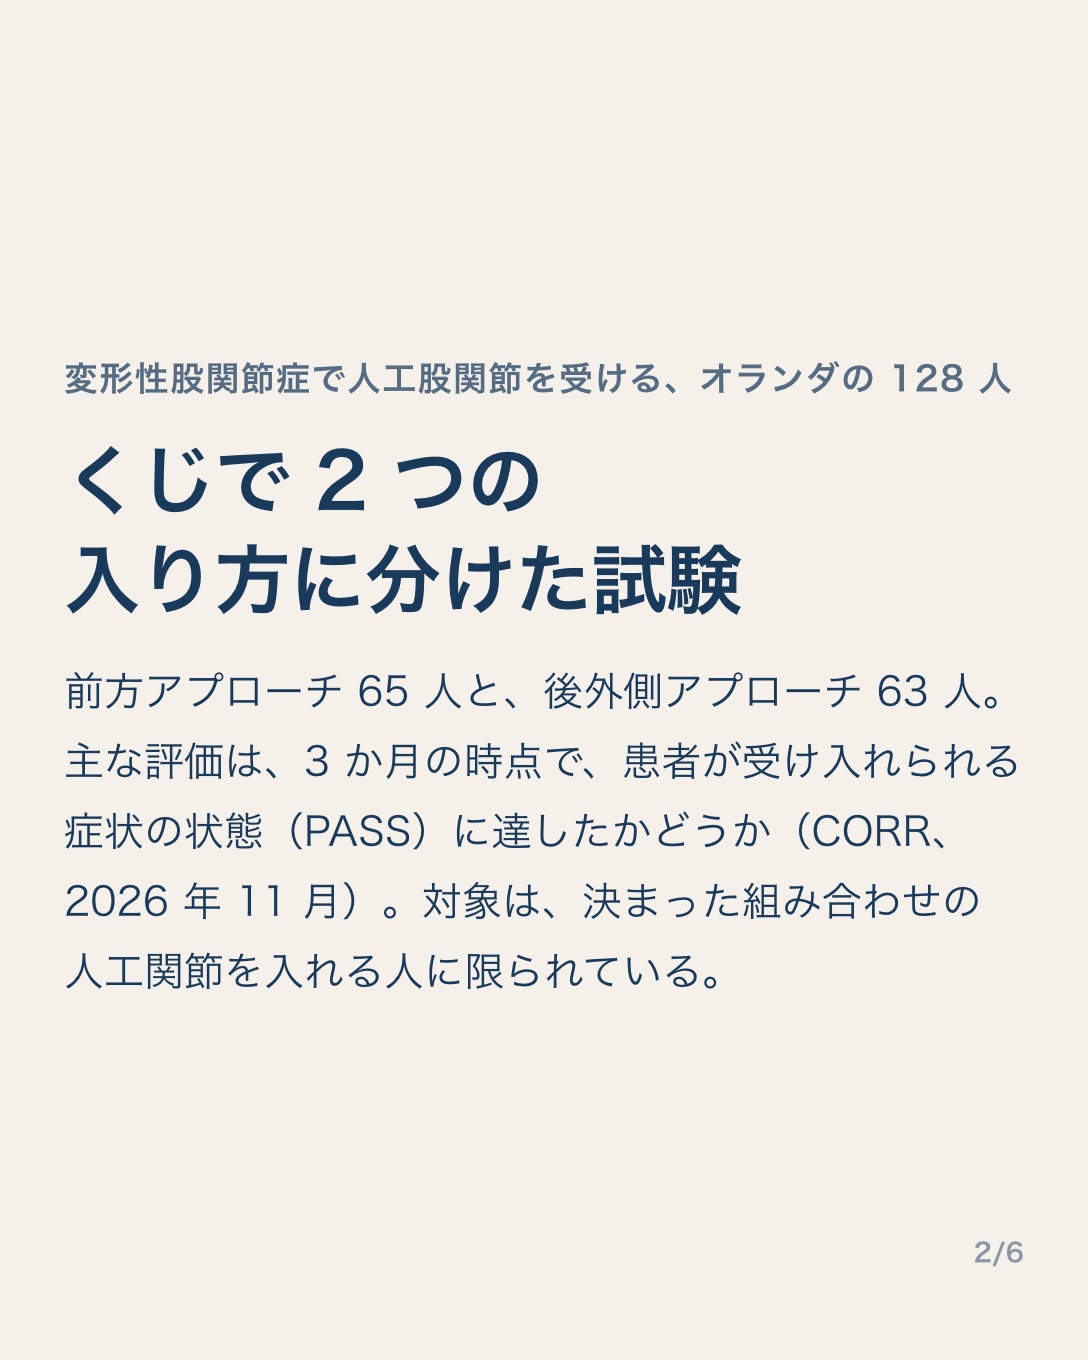 変形性股関節症で人工股関節を受ける、オランダの 128 人
くじで 2 つの
入り方に分けた試験
前方アプローチ 65 人と、後外側アプローチ 63 人。
主な評価は、3 か月の時点で、患者が受け入れられる
症状の状態（PASS）に達したかどうか（CORR、
2026 年 11 月）。対象は、決まった組み合わせの
人工関節を入れる人に限られている。
2/6